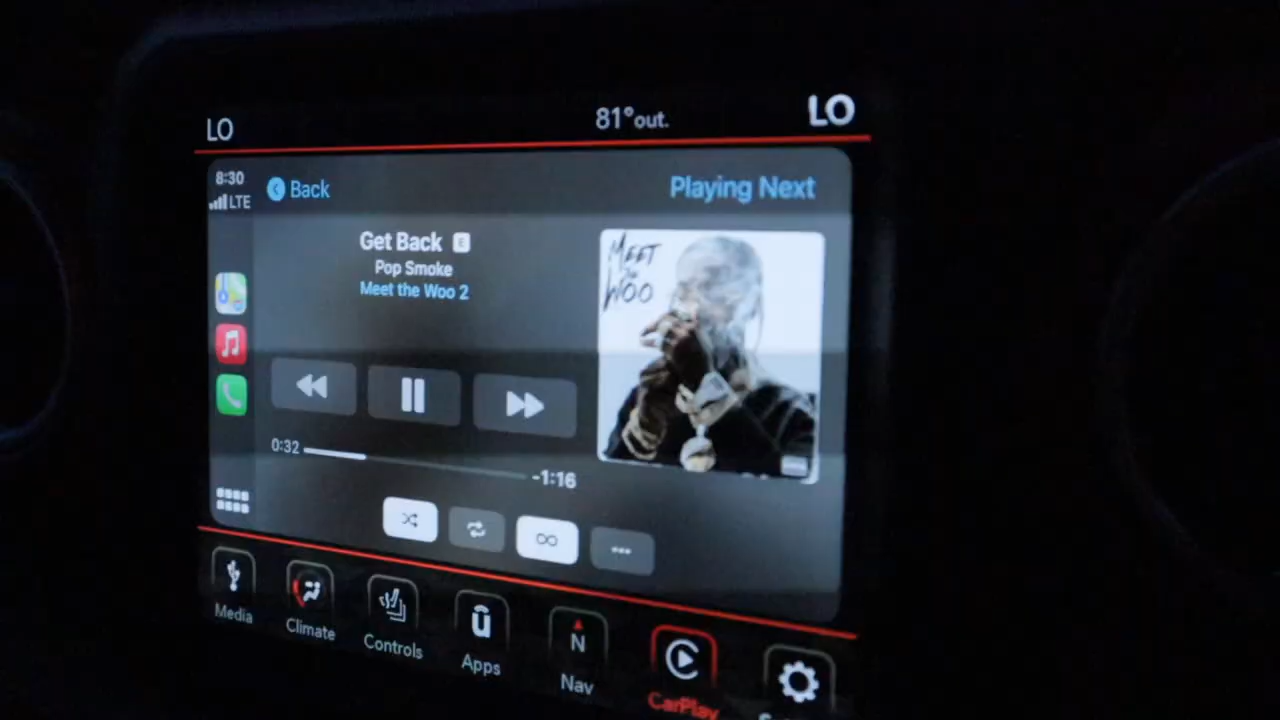 LO
81°out.
LO
8:30
LTE
Back
Playing Next
Get Back E
Pop Smoke
Meet the Woo 2
MEET
WOO
0:32
-1:16
Media
Climate
Controls
Apps
N
Nav
CarPlay